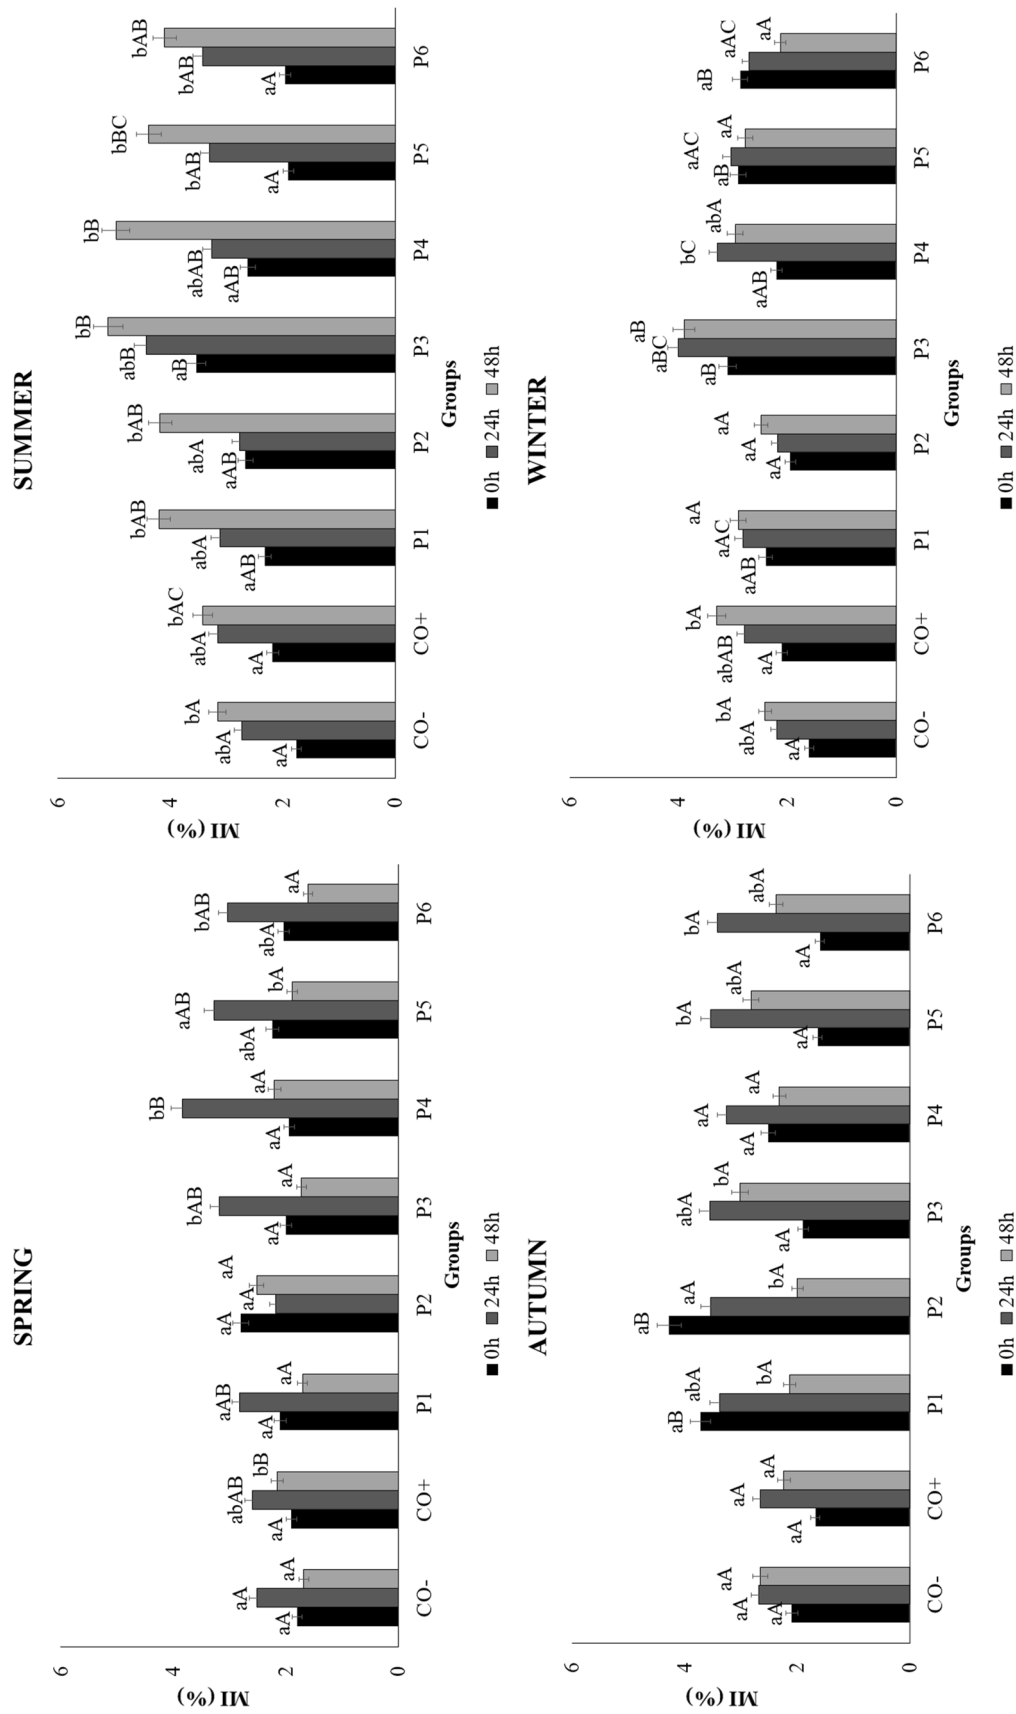 SPRING
MI (%)
6
4
2
0
aA aA aA
aA abAB bB
aA aAB aA
aA aA aA
aA bAB aA
aA bB aA
abA aAB bA
abA bAB aA
CO- CO+ P1 P2 P3 P4 P5 P6
Groups
0h 24h 48h
SUMMER
MI (%)
6
4
2
0
aA abA bA
aA abA bAC
aAB abA bAB
aAB abA bAB
aB abB bB
aAB abAB bB
aA bAB bBC
aA bAB bAB
CO- CO+ P1 P2 P3 P4 P5 P6
Groups
0h 24h 48h
AUTUMN
MI (%)
6
4
2
0
aA aA aA
aA aA aA
aB abA bA
aB aA bA
aA abA bA
aA aA aA
aA bA abA
aA bA abA
CO- CO+ P1 P2 P3 P4 P5 P6
Groups
0h 24h 48h
WINTER
MI (%)
6
4
2
0
aA abA bA
aA abAB bA
aAB aAC aA
aA aA aA
aB aBC aB
aAB bC abA
aB aAC aA
aB aAC aA
CO- CO+ P1 P2 P3 P4 P5 P6
Groups
0h 24h 48h